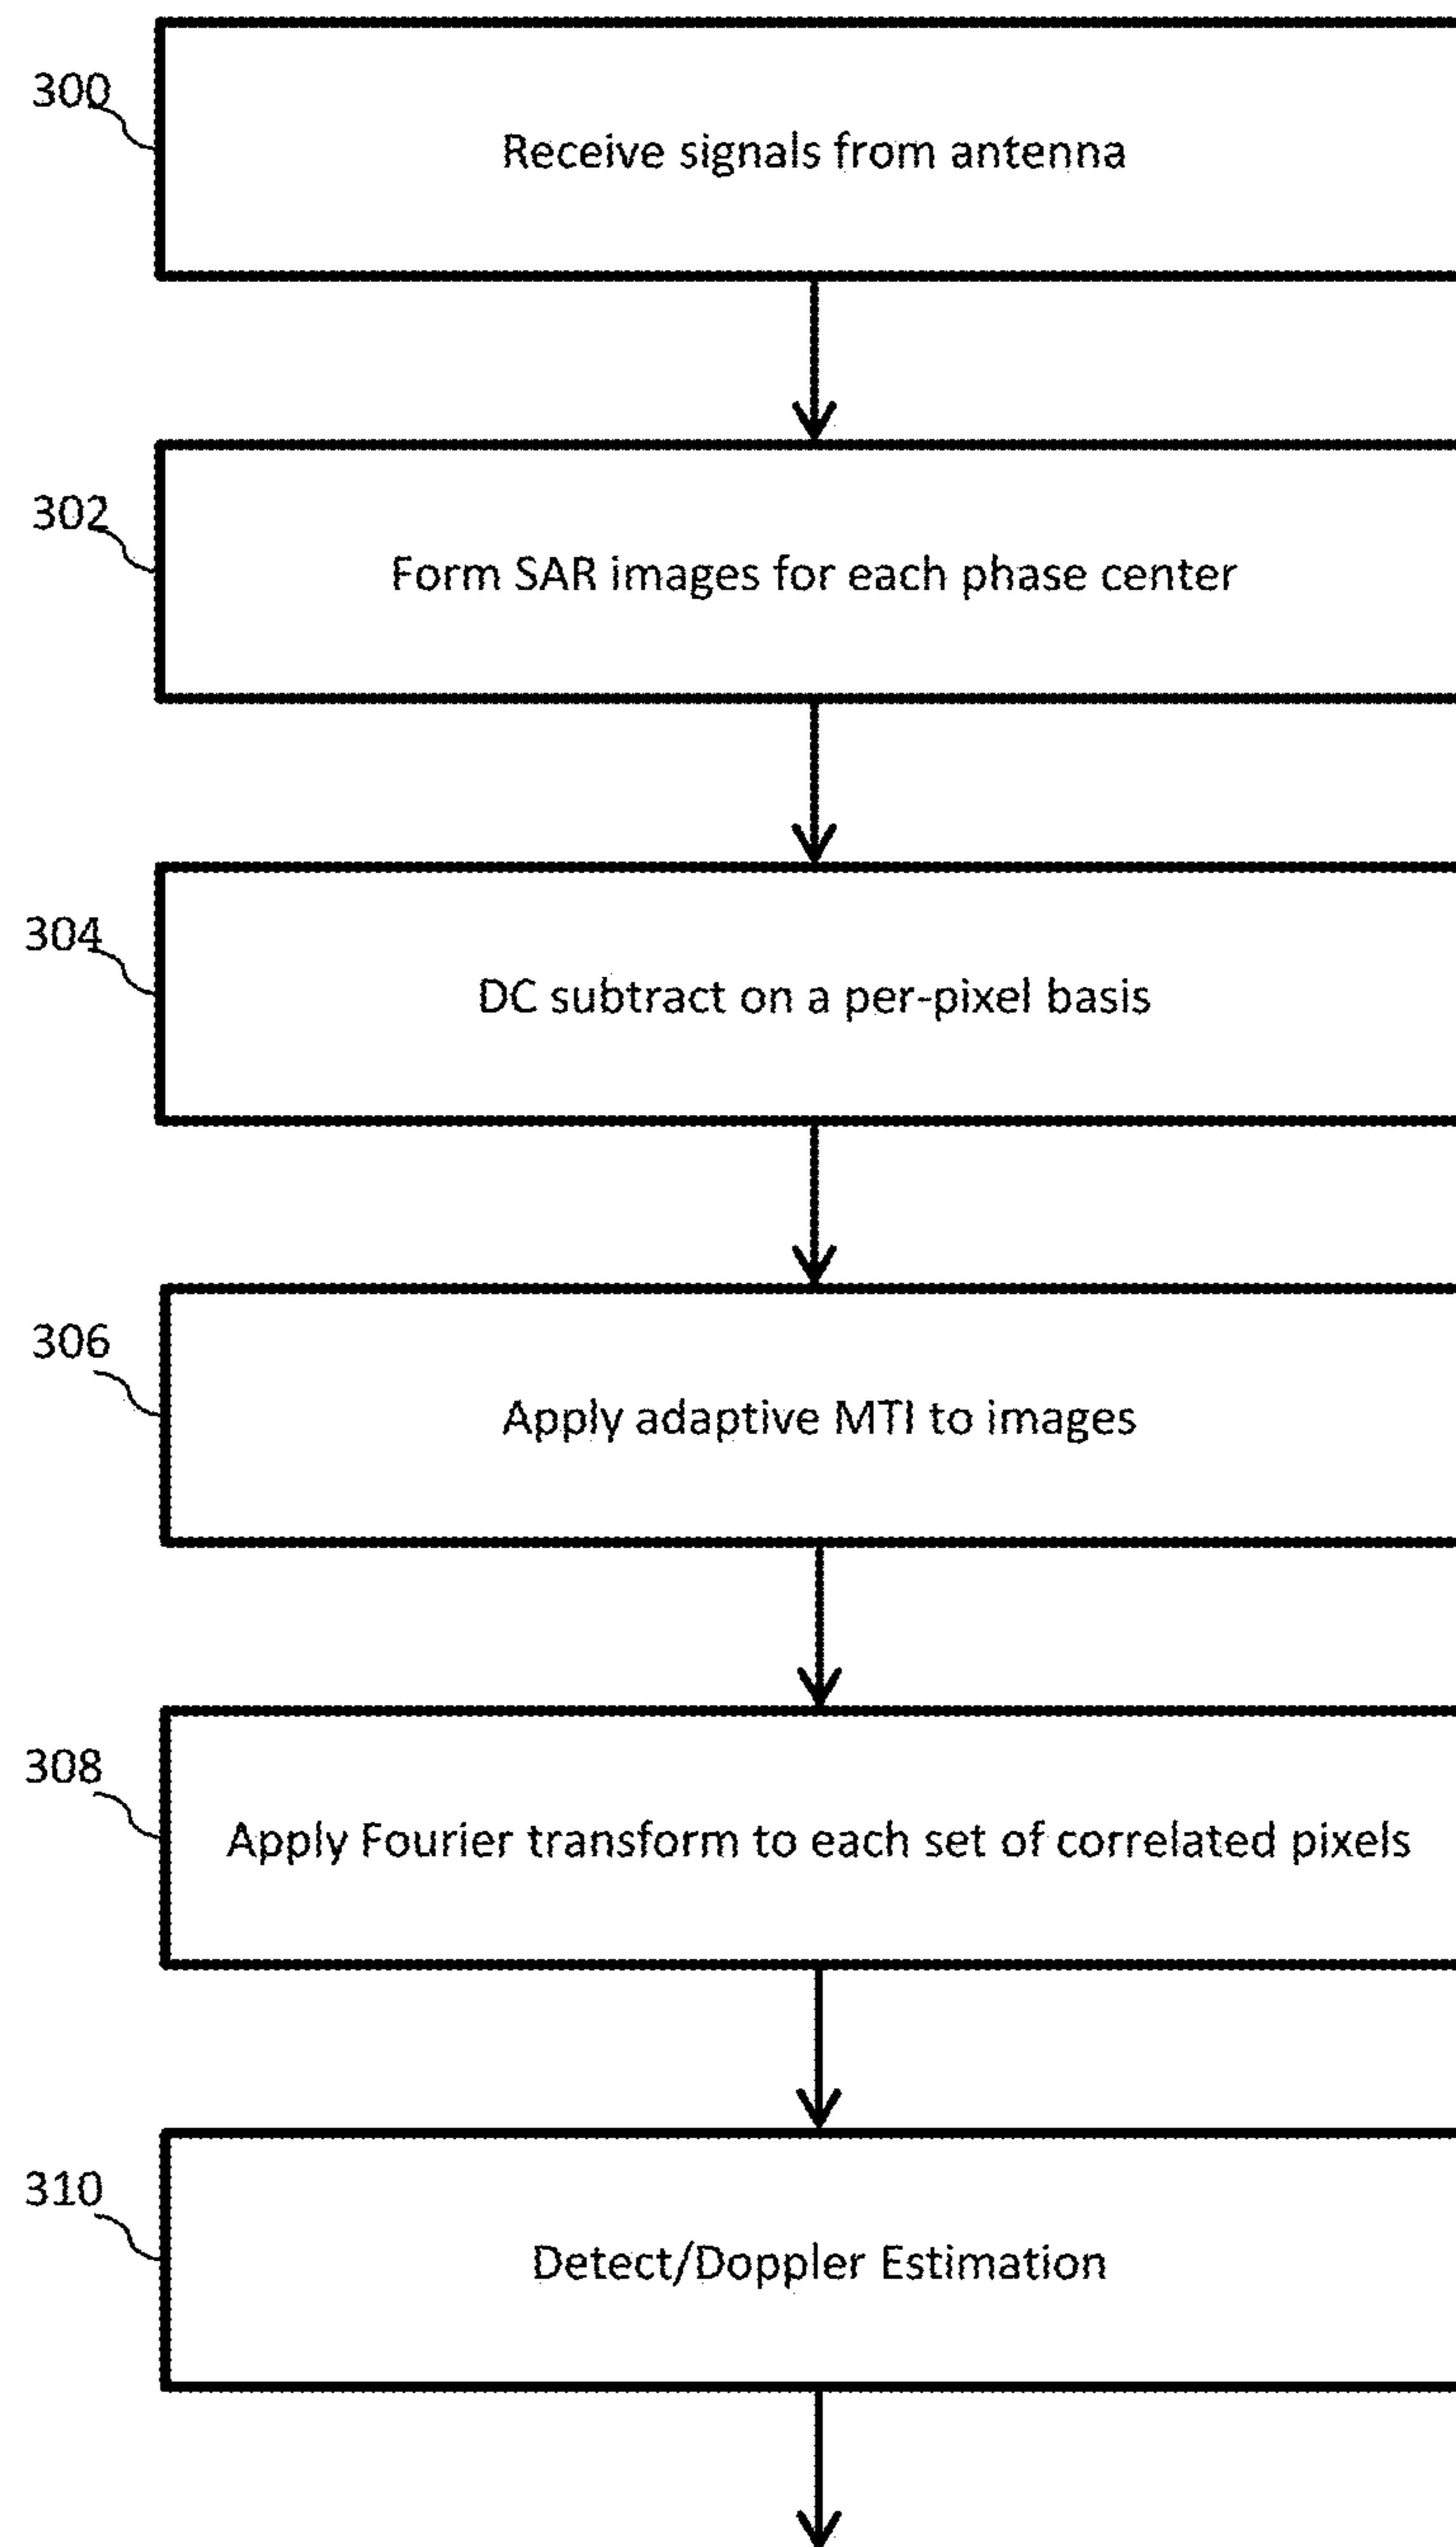 300
Receive signals from antenna
302
Form SAR images for each phase center
304
DC subtract on a per-pixel basis
306
Apply adaptive MTI to images
308
Apply Fourier transform to each set of correlated pixels
310
Detect/Doppler Estimation